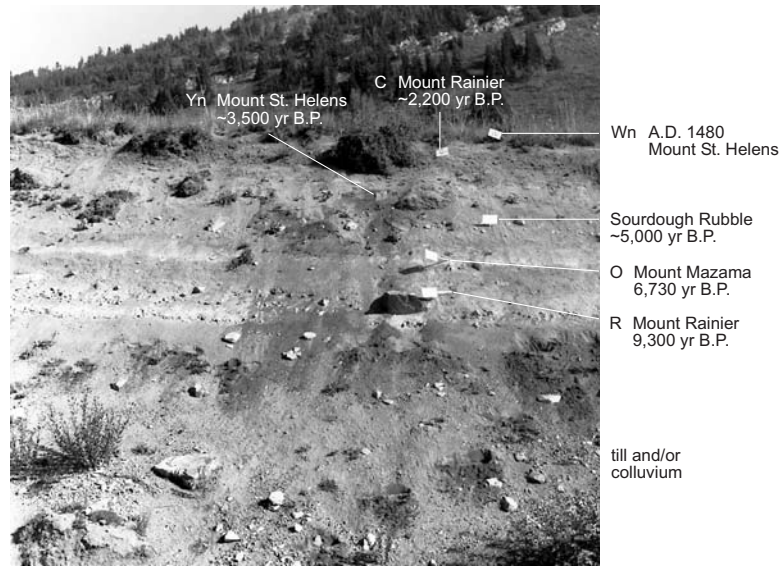 C Mount Rainier
~2,200 yr B.P.
Yn Mount St. Helens
~3,500 yr B.P.
Wn A.D. 1480
Mount St. Helens
Sourdough Rubble
~5,000 yr B.P.
O Mount Mazama
6,730 yr B.P.
R Mount Rainier
9,300 yr B.P.
till and/or
colluvium